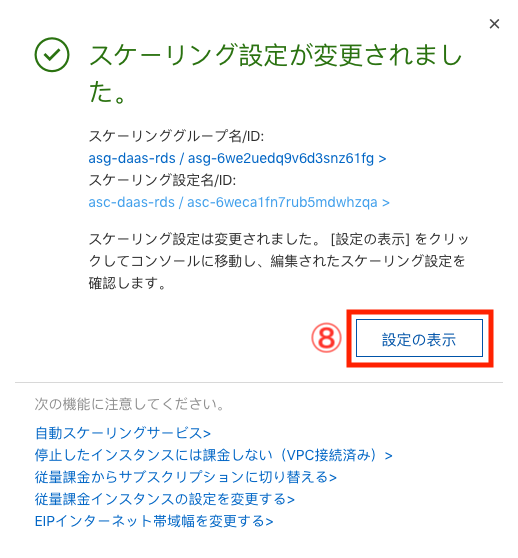 ×
スケーリング設定が変更されまし
た。
スケーリンググループ名/ID:
asg-daas-rds / asg-6we2uedq9v6d3snz61fg >
スケーリング設定名/ID:
asc-daas-rds / asc-6weca1fn7rub5mdwhzqa >
スケーリング設定は変更されました。 [設定の表示] をクリッ
クしてコンソールに移動し、編集されたスケーリング設定を
確認します。
⑧ 設定の表示
次の機能に注意してください。
自動スケーリングサービス>
停止したインスタンスには課金しない（VPC接続済み）>
従量課金からサブスクリプションに切り替える>
従量課金インスタンスの設定を変更する>
EIPインターネット帯域幅を変更する>